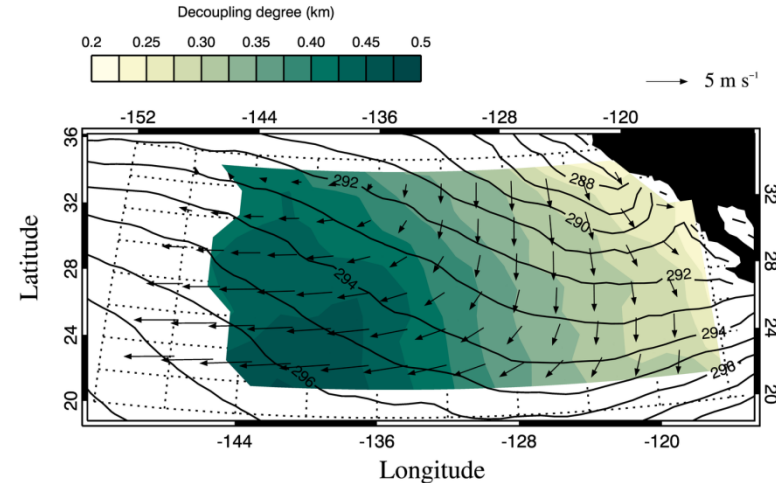 Decoupling degree (km)
0.2 0.25 0.30 0.35 0.40 0.45 0.5
5 m s⁻¹
-152 -144 -136 -128 -120
36 32 28 24 20
32 28 24 20
Latitude
288
290
292
292
294
294
296
-144 -136 -128 -120
Longitude